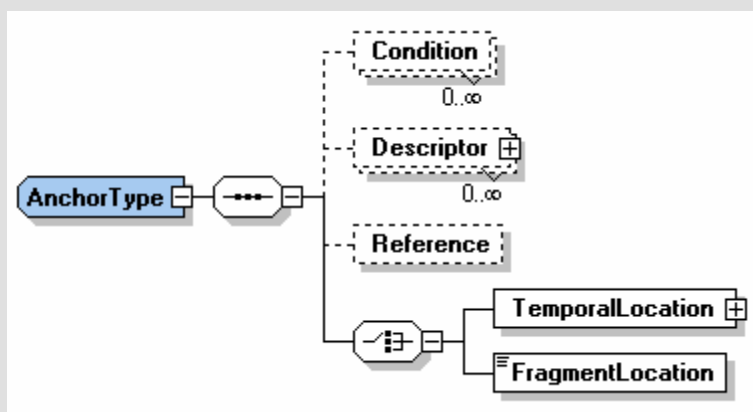 Condition
0..∞
Descriptor
0..∞
AnchorType
Reference
TemporalLocation
FragmentLocation